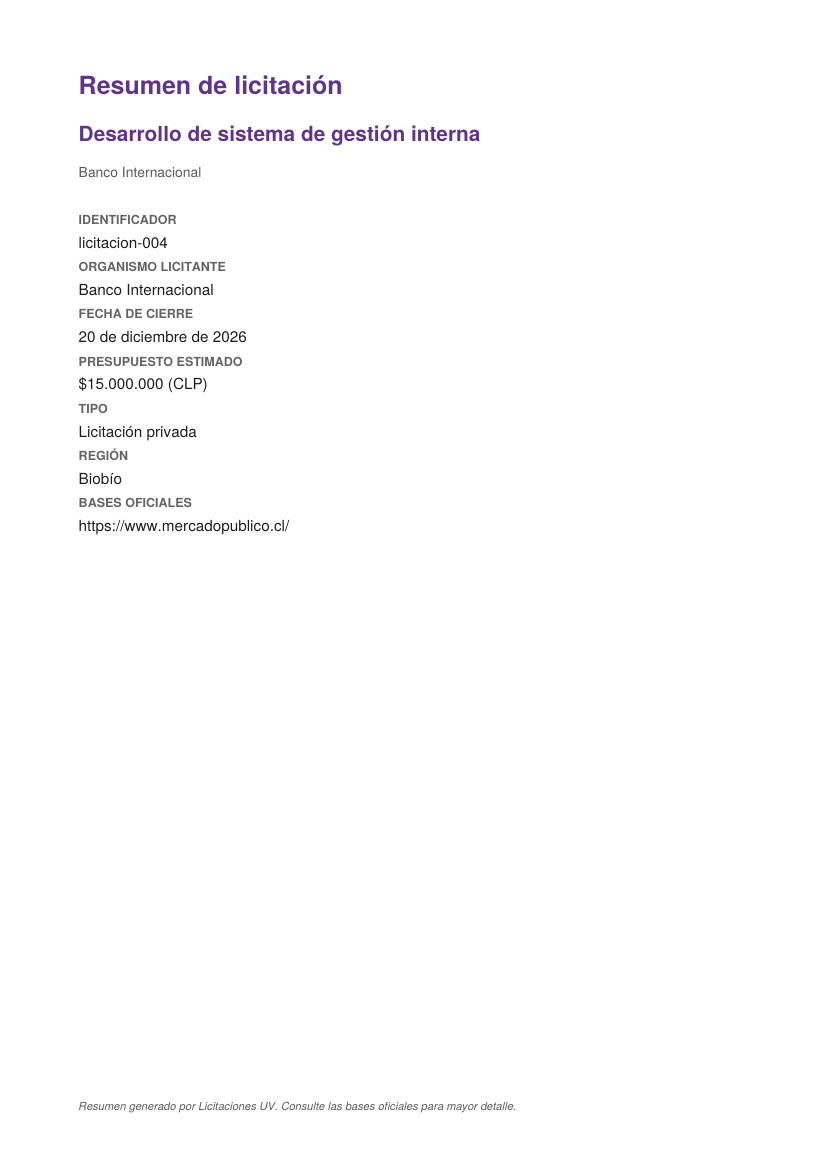 Resumen de licitación
Desarrollo de sistema de gestión interna
Banco Internacional
IDENTIFICADOR
licitacion-004
ORGANISMO LICITANTE
Banco Internacional
FECHA DE CIERRE
20 de diciembre de 2026
PRESUPUESTO ESTIMADO
$15.000.000 (CLP)
TIPO
Licitación privada
REGIÓN
Biobío
BASES OFICIALES
https://www.mercadopublico.cl/
Resumen generado por Licitaciones UV. Consulte las bases oficiales para mayor detalle.